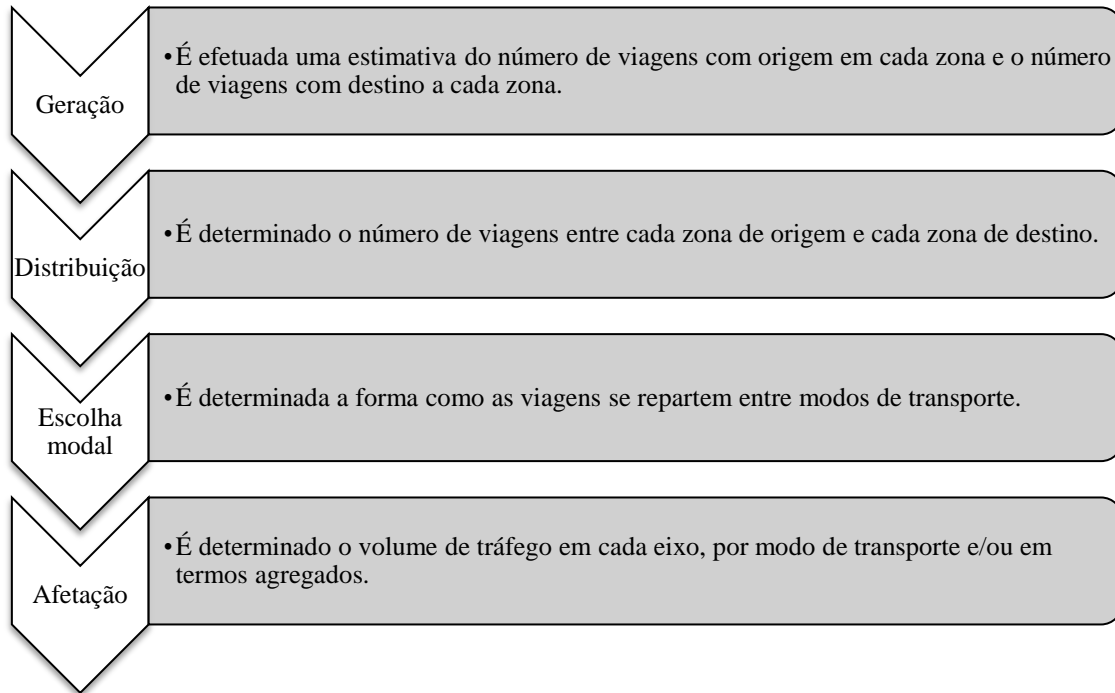 Geração
•É efetuada uma estimativa do número de viagens com origem em cada zona e o número
de viagens com destino a cada zona.
Distribuição
•É determinado o número de viagens entre cada zona de origem e cada zona de destino.
Escolha
modal
•É determinada a forma como as viagens se repartem entre modos de transporte.
Afetação
•É determinado o volume de tráfego em cada eixo, por modo de transporte e/ou em
termos agregados.